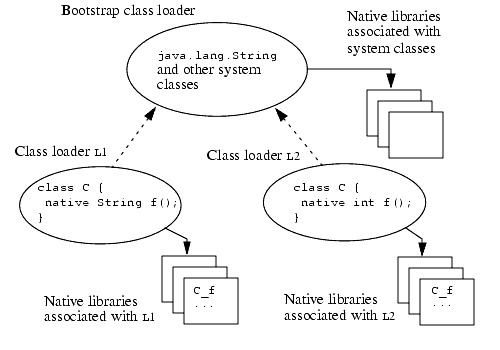 Bootstrap class loader
Native libraries
associated with
system classes
java.lang.String
and other system
classes
Class loader L1
Class loader L2
class C {
native String f();
}
class C {
native int f();
}
C_f
...
Native libraries
associated with L1
C_f
...
Native libraries
associated with L2